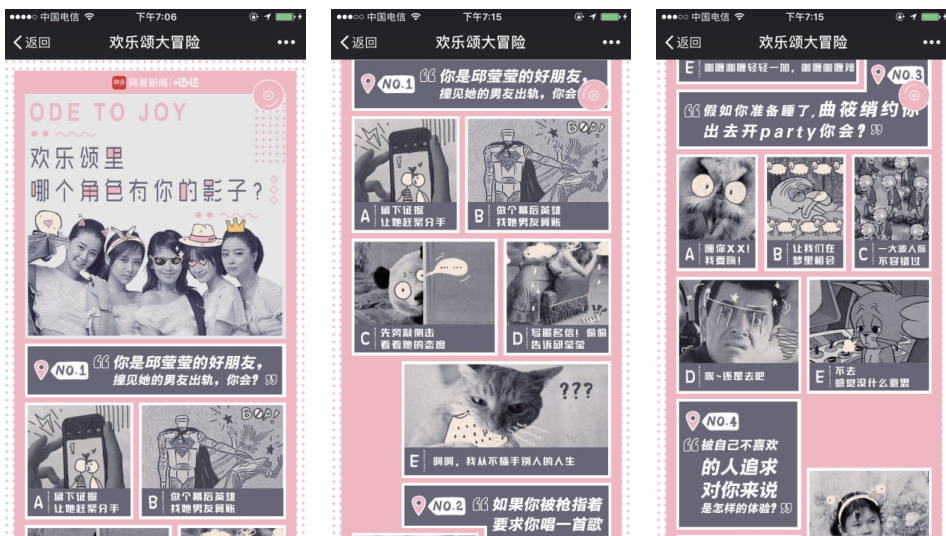 中国电信
下午7:06
返回
欢乐颂大冒险
网易新闻
ODE TO JOY
欢乐颂里
哪个角色有你的影子?
NO.1
你是邱莹莹的好朋友,
撞见她的男友出轨,你会?
A
留下证据
让她赶紧分手
BOP!
B
做个幕后英雄
找她男友算账
中国电信
下午7:15
返回
欢乐颂大冒险
NO.1
你是邱莹莹的好朋友,
撞见她的男友出轨,你会
A
留下证据
让她赶紧分手
BOP!
B
做个幕后英雄
找她男友算账
C
先旁敲侧击
看看她的态度
D
写匿名信!偷偷
告诉邱莹莹
???
E
啊啊,我从不插手别人的人生
NO.2
如果你被枪指着
要求你唱一首歌
中国电信
下午7:15
返回
欢乐颂大冒险
E
轻轻一加,
NO.3
假如你准备睡了,曲筱绡约你
出去开party你会?
A
睡你XX!
我要嗨!
B
让我们在
梦里相会
C
一大波人际
不容错过
D
唉~还是去吧
E
不去
感觉没什么意思
NO.4
被自己不喜欢
的人追求
对你来说
是怎样的体验?